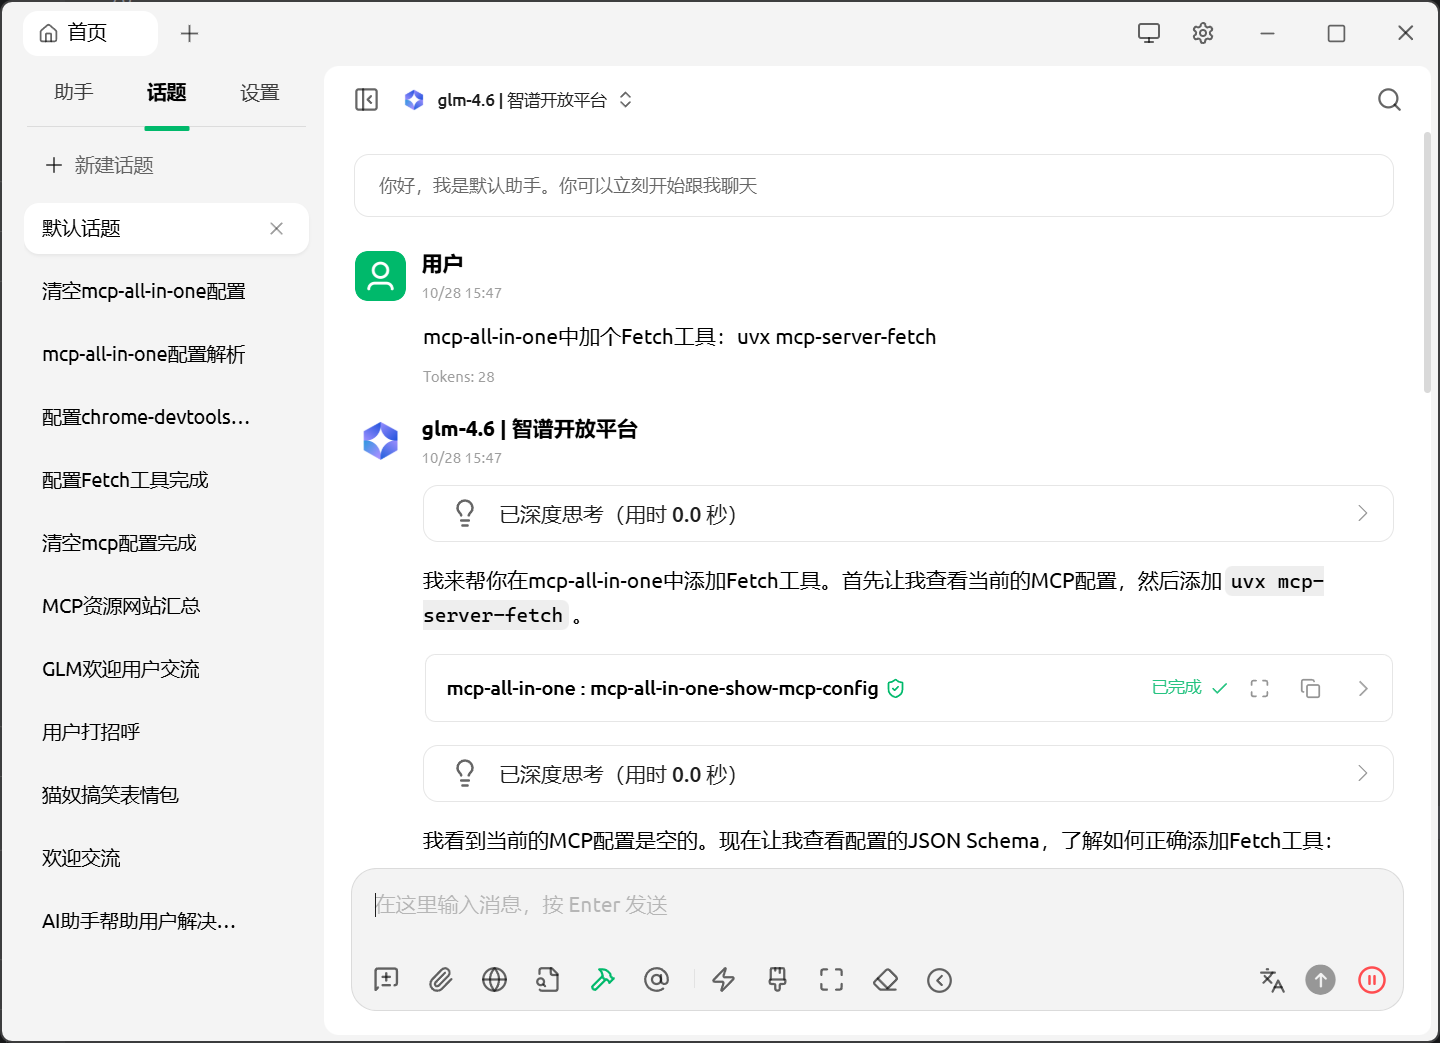 首页
助手
话题
设置
新建话题
默认话题
清空mcp-all-in-one配置
mcp-all-in-one配置解析
配置chrome-devtools...
配置Fetch工具完成
清空mcp配置完成
MCP资源网站汇总
GLM欢迎用户交流
用户打招呼
猫奴搞笑表情包
欢迎交流
AI助手帮助用户解决...
glm-4.6 | 智谱开放平台
你好，我是默认助手。你可以立刻开始跟我聊天
用户
10/28 15:47
mcp-all-in-one中加个Fetch工具：uvx mcp-server-fetch
Tokens: 28
glm-4.6 | 智谱开放平台
10/28 15:47
已深度思考（用时 0.0 秒）
我来帮你在mcp-all-in-one中添加Fetch工具。首先让我查看当前的MCP配置，然后添加 uvx mcp-
server-fetch 。
mcp-all-in-one : mcp-all-in-one-show-mcp-config
已完成
已深度思考（用时 0.0 秒）
我看到当前的MCP配置是空的。现在让我查看配置的JSON Schema，了解如何正确添加Fetch工具：
在这里输入消息，按 Enter 发送